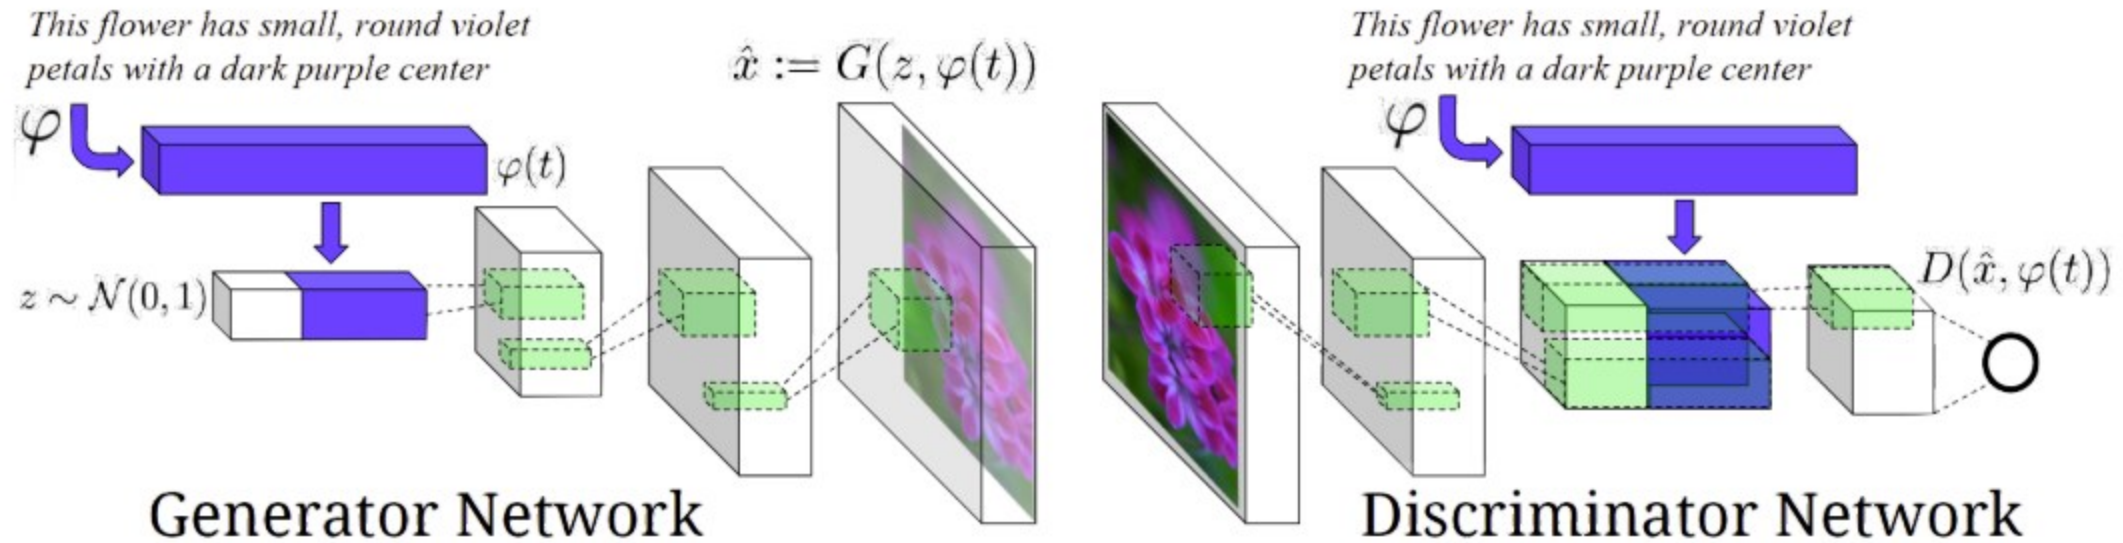 This flower has small, round violet
petals with a dark purple center
φ
φ(t)
z ∼ 𝒩(0,1)
x̂ := G(z, φ(t))
Generator Network
This flower has small, round violet
petals with a dark purple center
φ
D(x̂, φ(t))
Discriminator Network